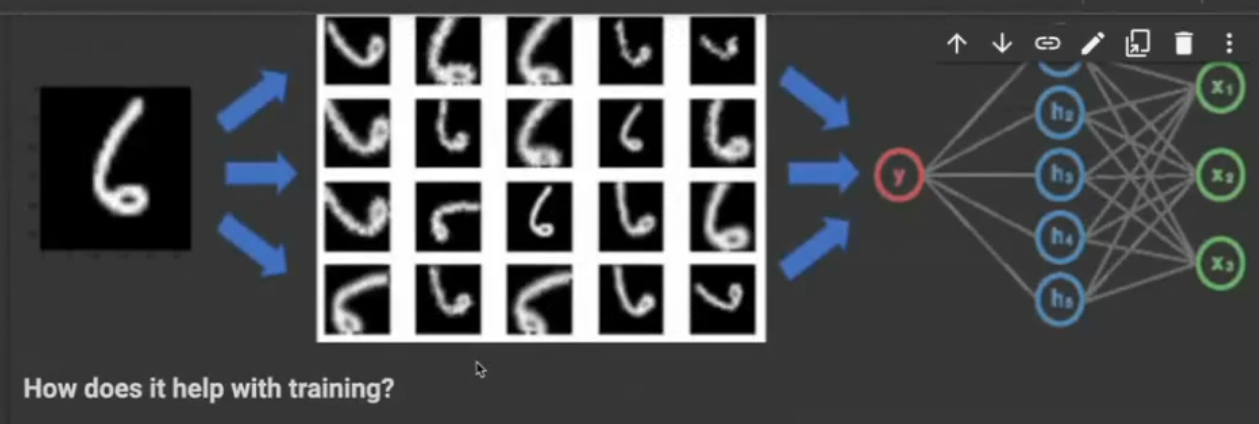 y
h₂
h₃
h₄
h₅
x₁
x₂
x₃
How does it help with training?